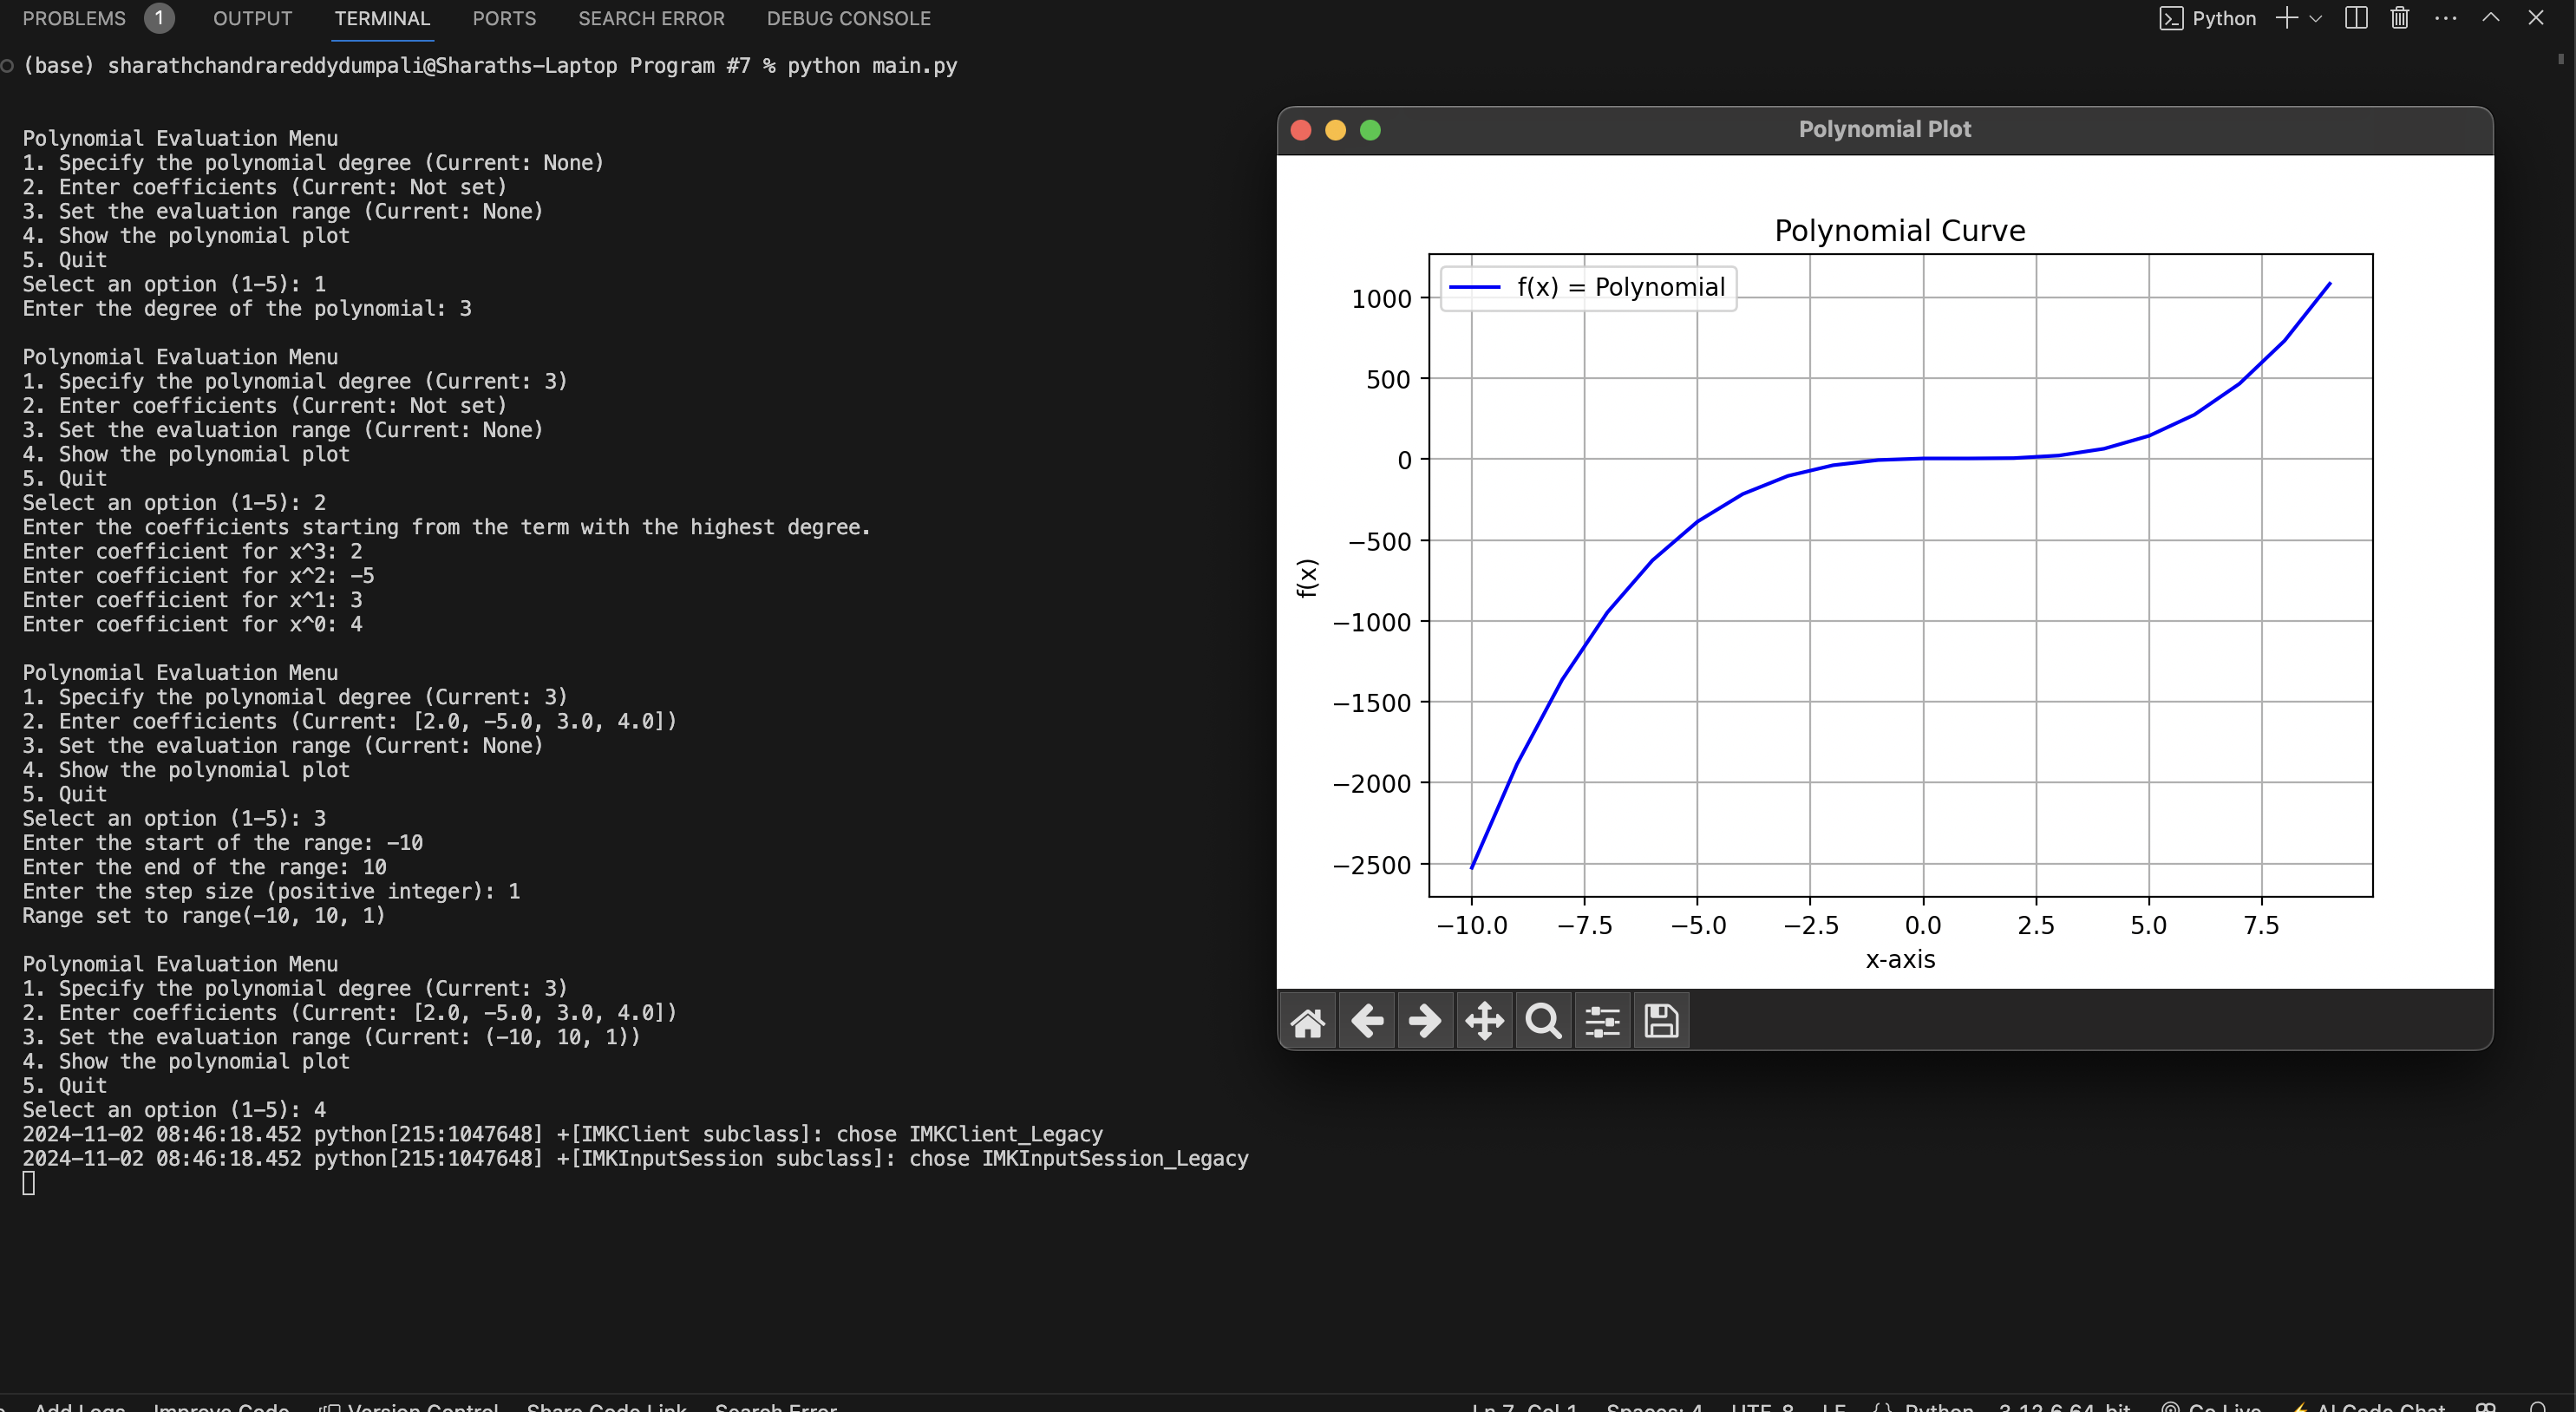 PROBLEMS 1 OUTPUT TERMINAL PORTS SEARCH ERROR DEBUG CONSOLE Python
(base) sharathchandrareddydumpali@Sharaths-Laptop Program #7 % python main.py
Polynomial Evaluation Menu
1. Specify the polynomial degree (Current: None)
2. Enter coefficients (Current: Not set)
3. Set the evaluation range (Current: None)
4. Show the polynomial plot
5. Quit
Select an option (1-5): 1
Enter the degree of the polynomial: 3
Polynomial Evaluation Menu
1. Specify the polynomial degree (Current: 3)
2. Enter coefficients (Current: Not set)
3. Set the evaluation range (Current: None)
4. Show the polynomial plot
5. Quit
Select an option (1-5): 2
Enter the coefficients starting from the term with the highest degree.
Enter coefficient for x^3: 2
Enter coefficient for x^2: -5
Enter coefficient for x^1: 3
Enter coefficient for x^0: 4
Polynomial Evaluation Menu
1. Specify the polynomial degree (Current: 3)
2. Enter coefficients (Current: [2.0, -5.0, 3.0, 4.0])
3. Set the evaluation range (Current: None)
4. Show the polynomial plot
5. Quit
Select an option (1-5): 3
Enter the start of the range: -10
Enter the end of the range: 10
Enter the step size (positive integer): 1
Range set to range(-10, 10, 1)
Polynomial Evaluation Menu
1. Specify the polynomial degree (Current: 3)
2. Enter coefficients (Current: [2.0, -5.0, 3.0, 4.0])
3. Set the evaluation range (Current: (-10, 10, 1))
4. Show the polynomial plot
5. Quit
Select an option (1-5): 4
2024-11-02 08:46:18.452 python[215:1047648] +[IMKClient subclass]: chose IMKClient_Legacy
2024-11-02 08:46:18.452 python[215:1047648] +[IMKInputSession subclass]: chose IMKInputSession_Legacy
Polynomial Plot
Polynomial Curve
f(x) = Polynomial
1000
500
0
−500
−1000
−1500
−2000
−2500
f(x)
−10.0 −7.5 −5.0 −2.5 0.0 2.5 5.0 7.5
x-axis
Add Logs Improve Code Version Control Share Code Link Search Error Ln 7, Col 1 Spaces: 4 UTF-8 LF {} Python 3.12.6 64-bit Go Live AI Code Chat